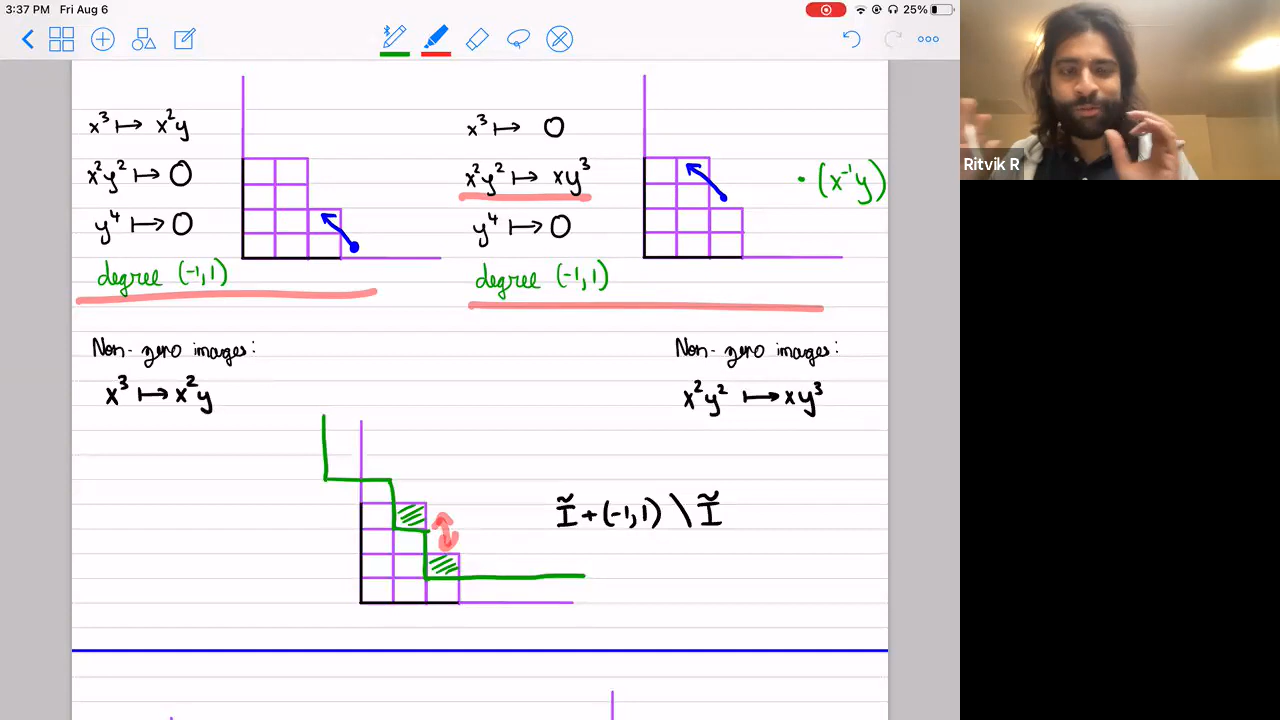 3:37 PM Fri Aug 6
25%
x³ ↦ x²y
x²y² ↦ 0
y⁴ ↦ 0
degree (-1,1)
x³ ↦ 0
x²y² ↦ xy³
y⁴ ↦ 0
degree (-1,1)
· (x⁻¹y)
Ritvik R
Non-zero images:
x³ ↦ x²y
Non-zero images:
x²y² ↦ xy³
Ĩ + (-1,1) \ Ĩ